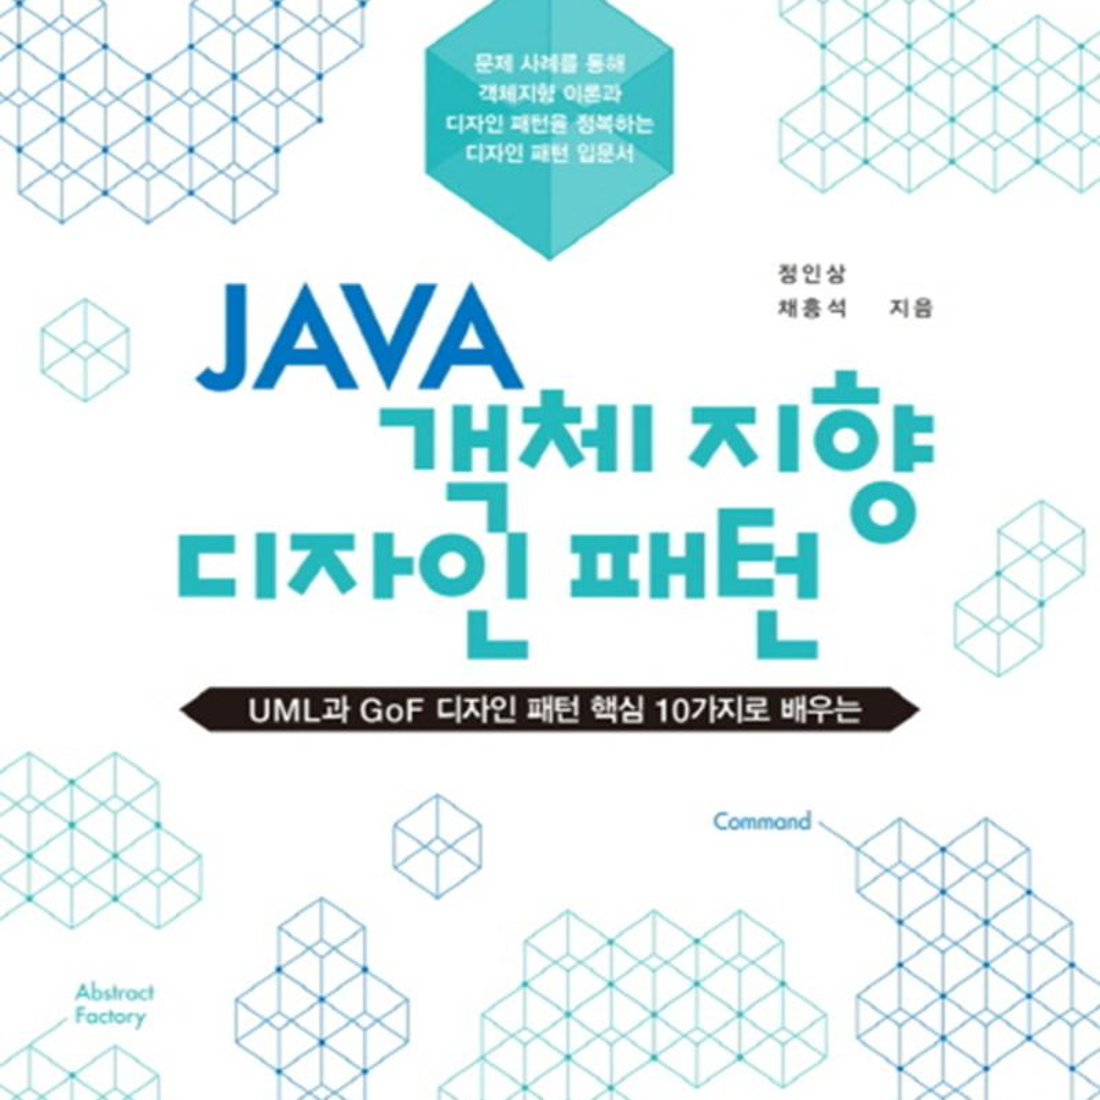 문제 사례를 통해
객체지향 이론과
디자인 패턴을 정복하는
디자인 패턴 입문서
정인상
채흥석 지음
JAVA
객체 지향
디자인 패턴
UML과 GoF 디자인 패턴 핵심 10가지로 배우는
Command
Abstract
Factory